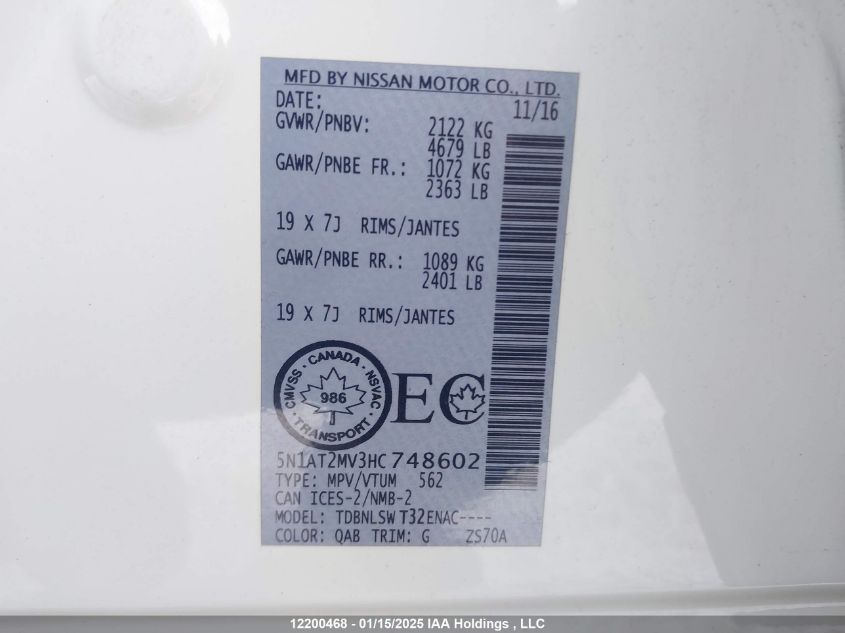 MFD BY NISSAN MOTOR CO., LTD.
DATE: 11/16
GVWR/PNBV: 2122 KG
4679 LB
GAWR/PNBE FR.: 1072 KG
2363 LB
19 X 7J RIMS/JANTES
GAWR/PNBE RR.: 1089 KG
2401 LB
19 X 7J RIMS/JANTES
CMVSS · CANADA · NSVAC · TRANSPORT ·
986
EC
5N1AT2MV3HC748602
TYPE: MPV/VTUM 562
CAN ICES-2/NMB-2
MODEL: TDBNLSW T32ENAC----
COLOR: QAB TRIM: G ZS70A
12200468 - 01/15/2025 IAA Holdings , LLC